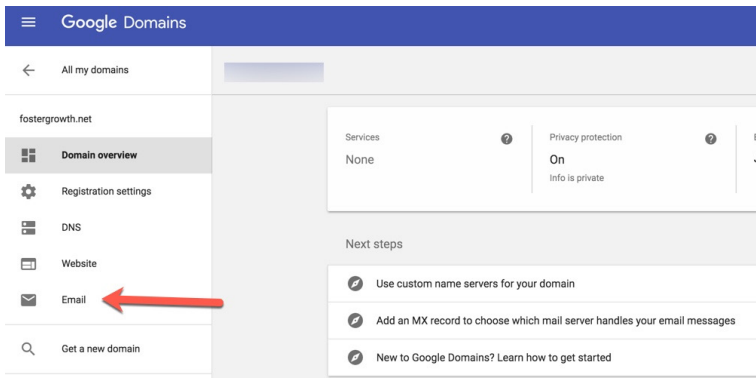 Google Domains
All my domains
fostergrowth.net
Domain overview
Registration settings
DNS
Website
Email
Get a new domain
Services
None
Privacy protection
On
Info is private
Next steps
Use custom name servers for your domain
Add an MX record to choose which mail server handles your email messages
New to Google Domains? Learn how to get started